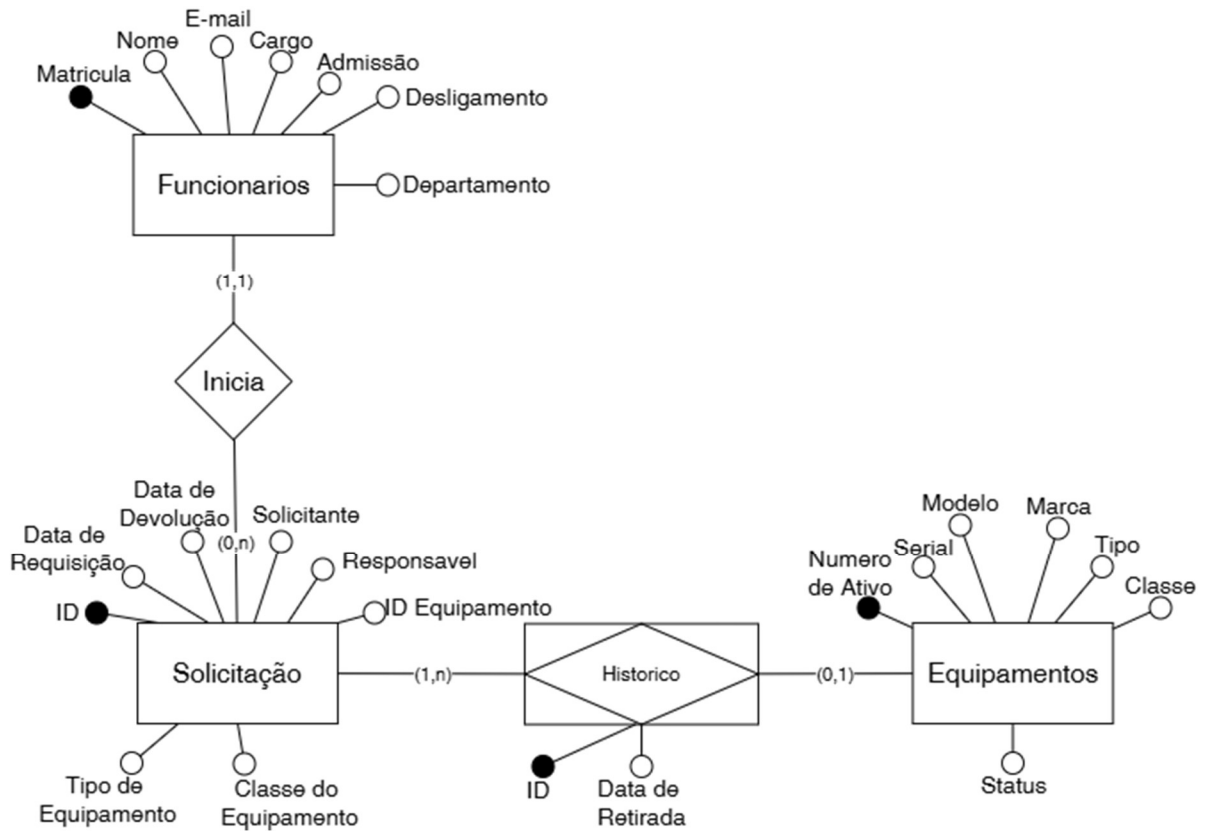 E-mail
Nome
Cargo
Admissão
Matricula
Desligamento
Funcionarios
Departamento
(1,1)
Inicia
Data de
Devolução
Solicitante
(0,n)
Data de
Requisição
Responsavel
ID
ID Equipamento
Solicitação
Tipo de
Equipamento
Classe do
Equipamento
(1,n)
Historico
(0,1)
ID
Data de
Retirada
Modelo
Marca
Numero
de Ativo
Serial
Tipo
Classe
Equipamentos
Status